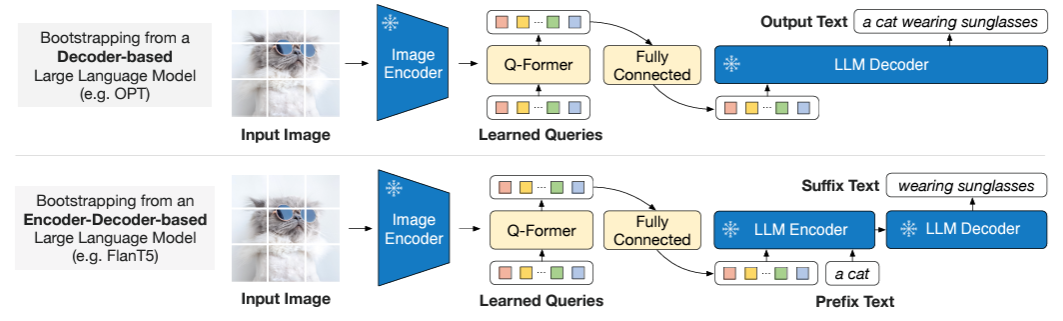 Bootstrapping from a
Decoder-based
Large Language Model
(e.g. OPT)
Input Image
Image
Encoder
Q-Former
Learned Queries
Fully
Connected
Output Text
a cat wearing sunglasses
LLM Decoder
Bootstrapping from an
Encoder-Decoder-based
Large Language Model
(e.g. FlanT5)
Input Image
Image
Encoder
Q-Former
Learned Queries
Fully
Connected
Suffix Text
wearing sunglasses
LLM Encoder
LLM Decoder
a cat
Prefix Text